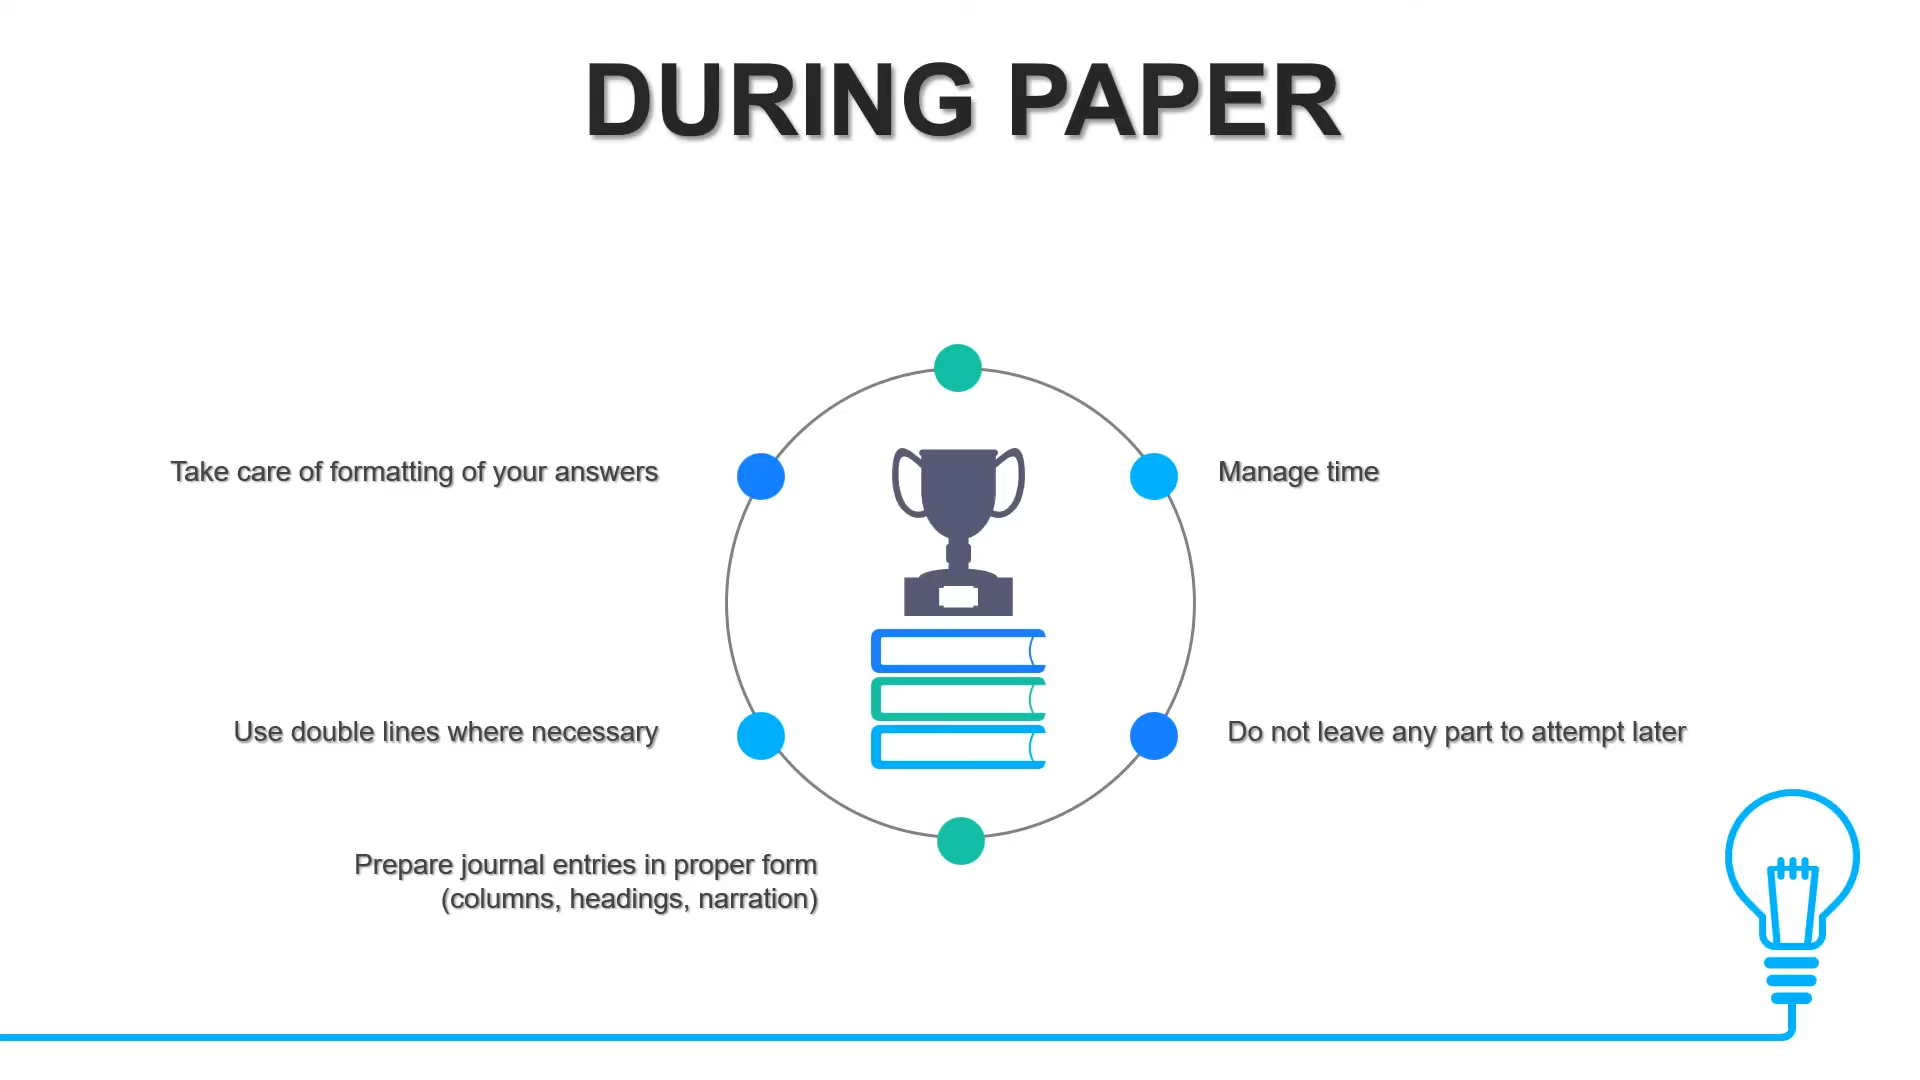 DURING PAPER
Take care of formatting of your answers
Manage time
Use double lines where necessary
Do not leave any part to attempt later
Prepare journal entries in proper form
(columns, headings, narration)